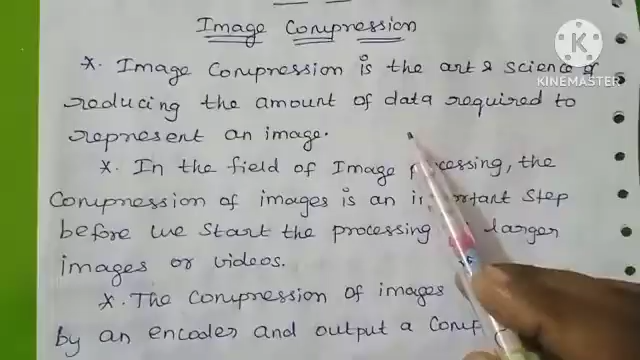 Image Compression
*. Image Compression is the art & science of
reducing the amount of data required to
represent an image.
*. In the field of Image processing, the
Compression of images is an important step
before we start the processing larger
images or videos.
*. The compression of images
by an encoder and output a Comp
K
KINEMASTER